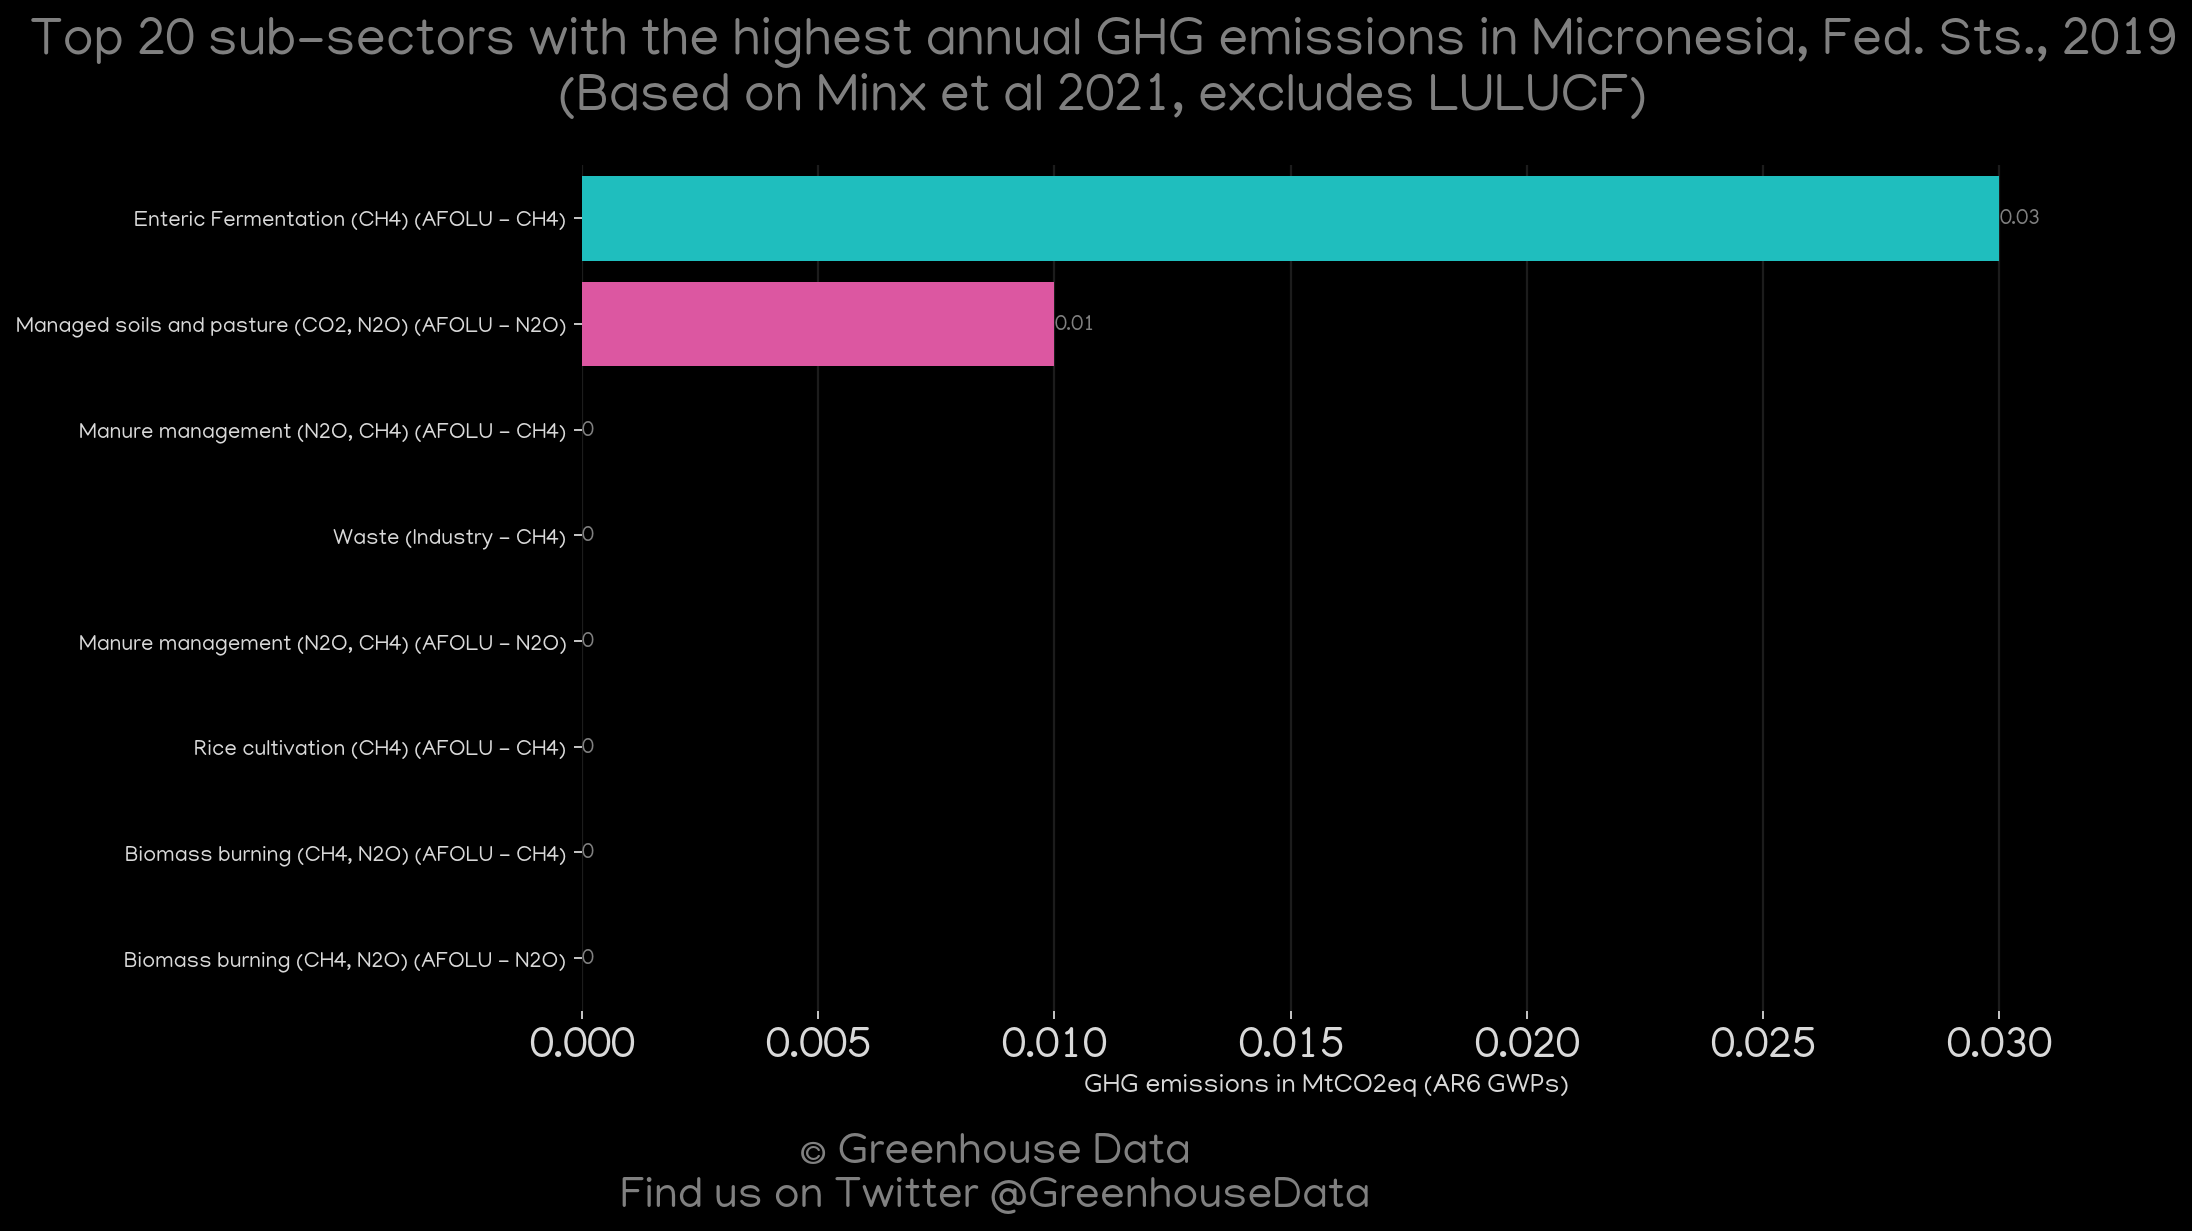 Top 20 sub-sectors with the highest annual GHG emissions in Micronesia, Fed. Sts., 2019
(Based on Minx et al 2021, excludes LULUCF)
Enteric Fermentation (CH4) (AFOLU - CH4)
0.03
Managed soils and pasture (CO2, N2O) (AFOLU - N2O)
0.01
Manure management (N2O, CH4) (AFOLU - CH4)
0
Waste (Industry - CH4)
0
Manure management (N2O, CH4) (AFOLU - N2O)
0
Rice cultivation (CH4) (AFOLU - CH4)
0
Biomass burning (CH4, N2O) (AFOLU - CH4)
0
Biomass burning (CH4, N2O) (AFOLU - N2O)
0
0.000 0.005 0.010 0.015 0.020 0.025 0.030
GHG emissions in MtCO2eq (AR6 GWPs)
© Greenhouse Data
Find us on Twitter @GreenhouseData